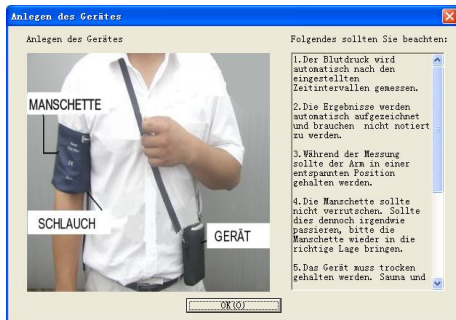 Anlegen des Gerätes
Anlegen des Gerätes
Folgendes sollten Sie beachten:
MANSCHETTE
SCHLAUCH
GERÄT
1.Der Blutdruck wird
automatisch nach den
eingestellten
Zeitintervallen gemessen.
2.Die Ergebnisse werden
automatisch aufgezeichnet
und brauchen nicht notiert
zu werden.
3.Während der Messung
sollte der Arm in einer
entspannten Position
gehalten werden.
4.Die Manschette sollte
nicht verrutschen. Sollte
dies dennoch irgendwie
passieren, bitte die
Manschette wieder in die
richtige Lage bringen.
5.Das Gerät muss trocken
gehalten werden. Sauna und
OK(O)